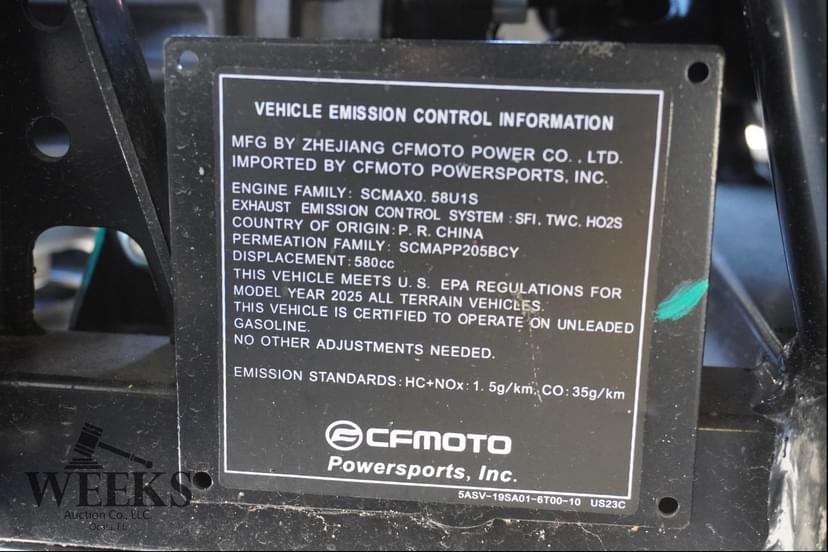 VEHICLE EMISSION CONTROL INFORMATION
MFG BY ZHEJIANG CFMOTO POWER CO., LTD.
IMPORTED BY CFMOTO POWERSPORTS, INC.
ENGINE FAMILY: SCMAX0.58U1S
EXHAUST EMISSION CONTROL SYSTEM :SFI, TWC, HO2S
COUNTRY OF ORIGIN: P. R. CHINA
PERMEATION FAMILY: SCMAPP205BCY
DISPLACEMENT: 580cc
THIS VEHICLE MEETS U.S. EPA REGULATIONS FOR
MODEL YEAR 2025 ALL TERRAIN VEHICLES.
THIS VEHICLE IS CERTIFIED TO OPERATE ON UNLEADED
GASOLINE.
NO OTHER ADJUSTMENTS NEEDED.
EMISSION STANDARDS: HC+NOx: 1.5g/km, CO: 35g/km
CFMOTO
Powersports, Inc.
5ASV-19SA01-6T00-10 US23C
WEEKS
Auction Co., LLC.
Ocala, FL